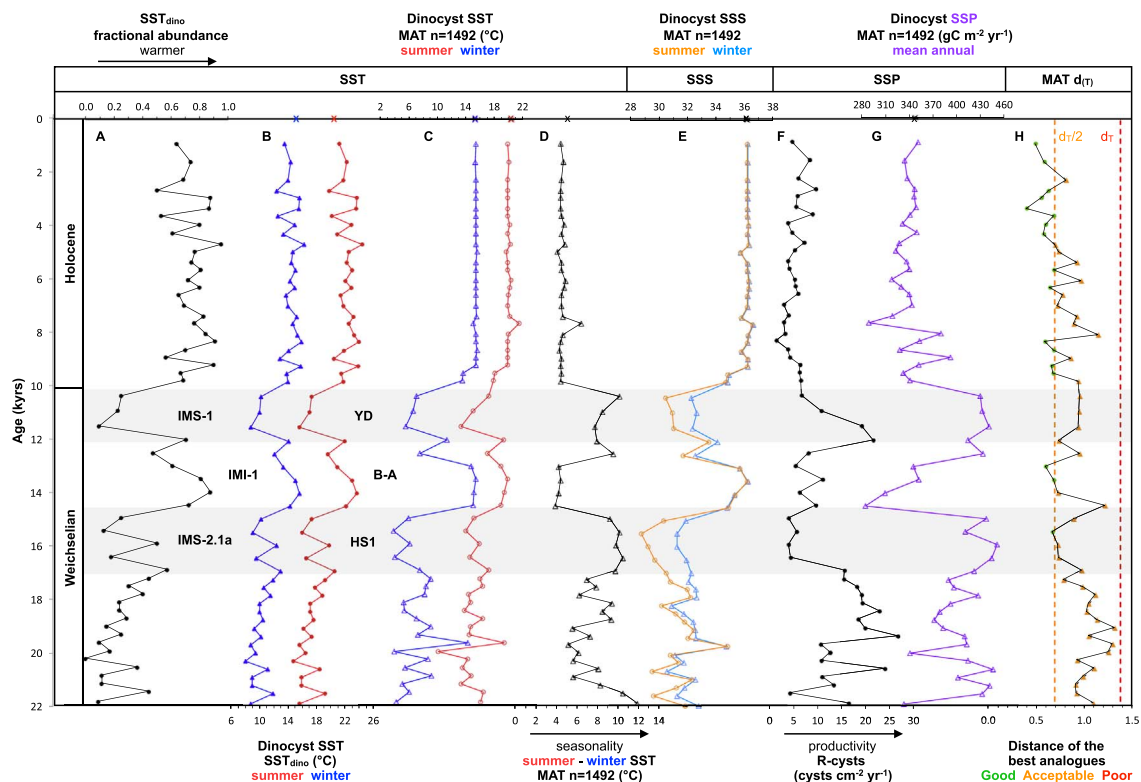 SSTdino
fractional abundance
warmer
Dinocyst SST
MAT n=1492 (°C)
summer winter
Dinocyst SSS
MAT n=1492
summer winter
Dinocyst SSP
MAT n=1492 (gC m-2 yr-1)
mean annual
SST SSS SSP MAT d(T)
0.0 0.2 0.4 0.6 0.8 1.0
2 6 10 14 18 22
28 30 32 34 36 38
280 310 340 370 400 430 460
A B C D E F G H dT/2 dT
Age (kyrs)
0
2
4
6
8
10
12
14
16
18
20
22
Holocene
Weichselian
IMS-1 YD
IMI-1 B-A
IMS-2.1a HS1
6 10 14 18 22 26
0 2 4 6 8 10 12 14
0 5 10 15 20 25 30
0.0 0.5 1.0 1.5
Dinocyst SST
SSTdino (°C)
summer winter
seasonality
summer - winter SST
MAT n=1492 (°C)
productivity
R-cysts
(cysts cm-2 yr-1)
Distance of the
best analogues
Good Acceptable Poor